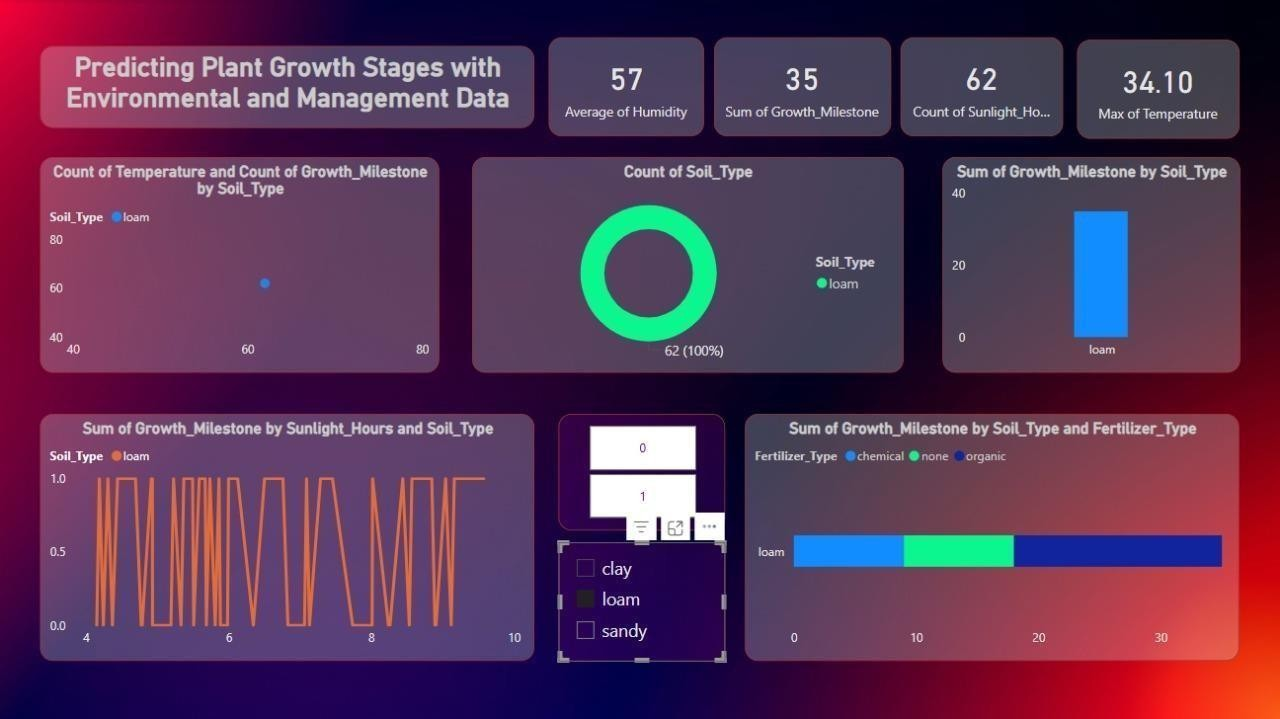 Predicting Plant Growth Stages with
Environmental and Management Data
57
Average of Humidity
35
Sum of Growth_Milestone
62
Count of Sunlight_Ho...
34.10
Max of Temperature
Count of Temperature and Count of Growth_Milestone
by Soil_Type
Soil_Type loam
80
60
40
40 60 80
Count of Soil_Type
Soil_Type
loam
62 (100%)
Sum of Growth_Milestone by Soil_Type
40
20
0
loam
Sum of Growth_Milestone by Sunlight_Hours and Soil_Type
Soil_Type loam
1.0
0.5
0.0
4 6 8 10
0
1
clay
loam
sandy
Sum of Growth_Milestone by Soil_Type and Fertilizer_Type
Fertilizer_Type chemical none organic
loam
0 10 20 30